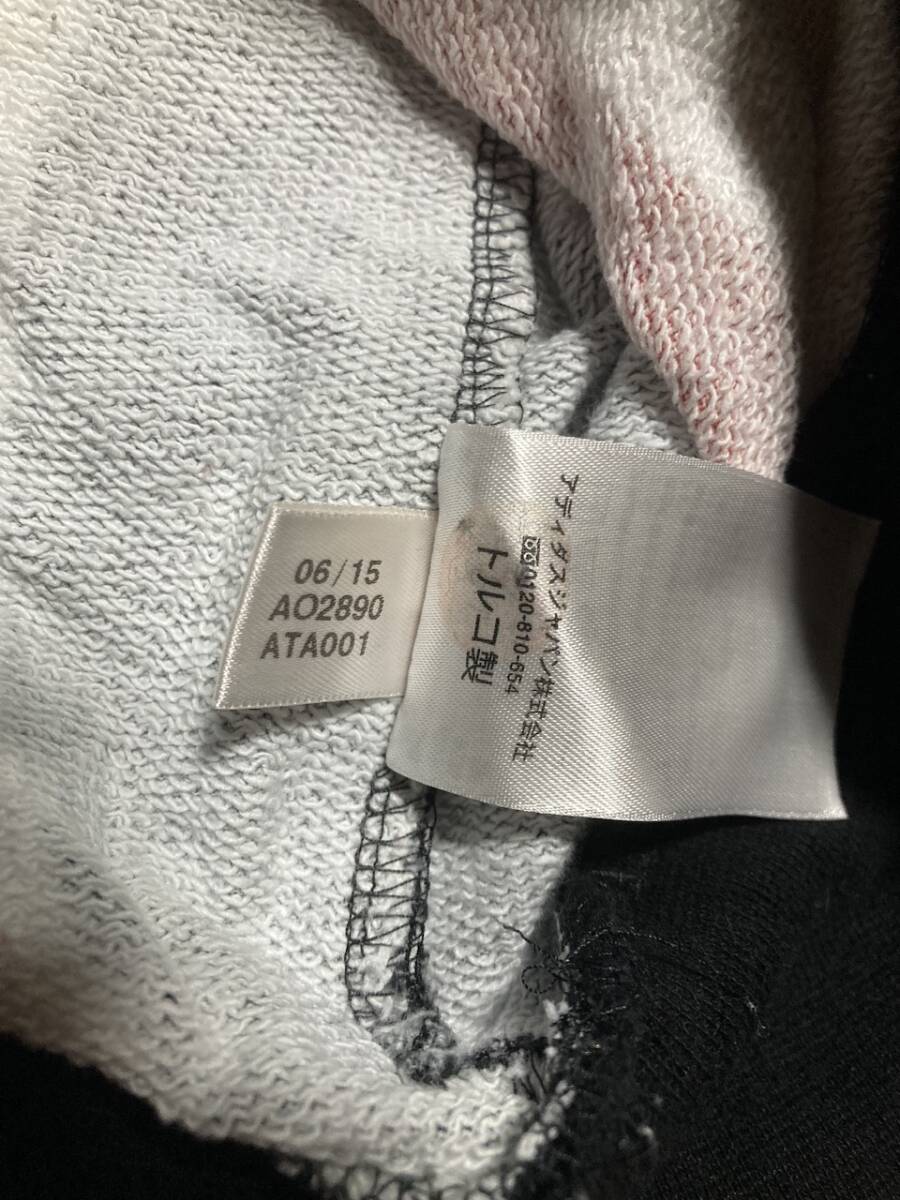 06/15
AO2890
ATA001
アディダスジャパン株式会社
0120-810-654
トルコ製